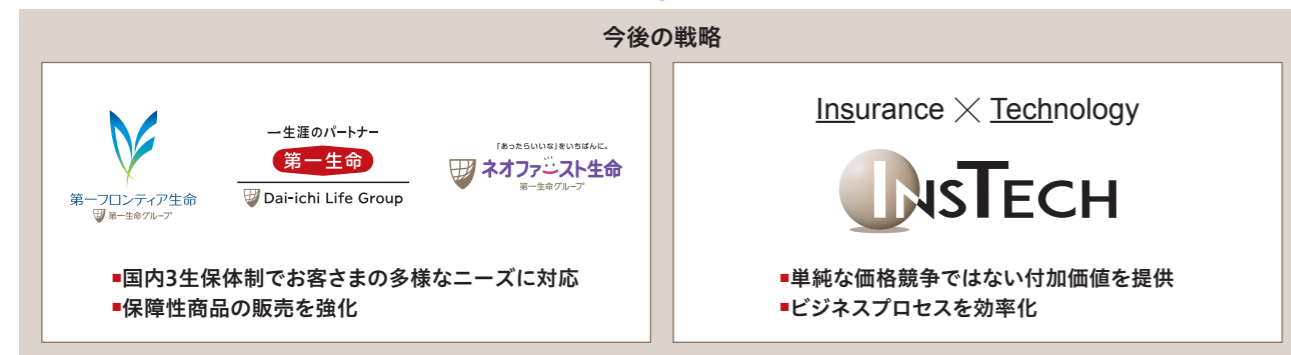 今後の戦略
第一フロンティア生命
第一生命グループ
一生涯のパートナー
第一生命
Dai-ichi Life Group
「あったらいいな」をいちばんに。
ネオファースト生命
第一生命グループ
■国内3生保体制でお客さまの多様なニーズに対応
■保障性商品の販売を強化
Insurance × Technology
INSTECH
■単純な価格競争ではない付加価値を提供
■ビジネスプロセスを効率化